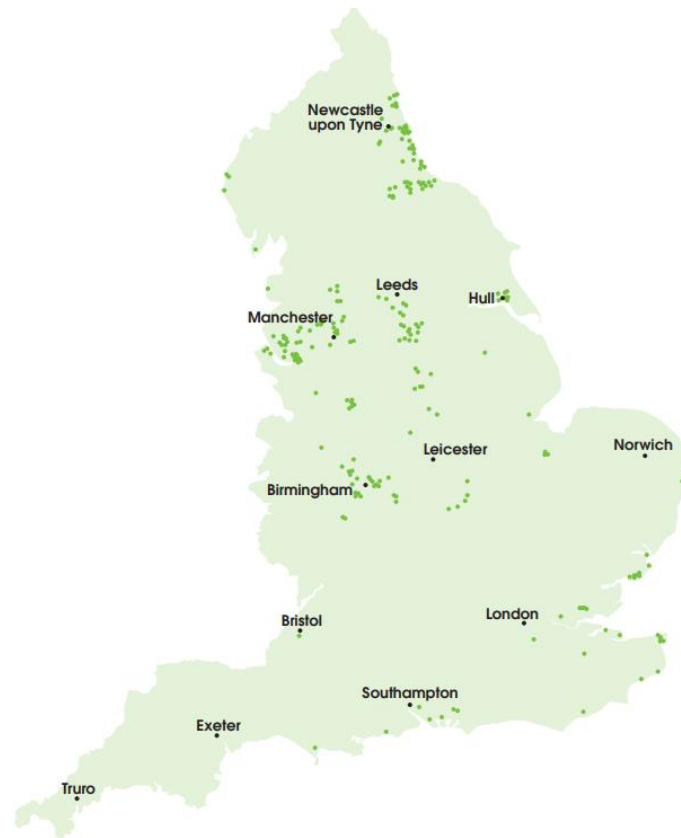 Newcastle
upon Tyne
Leeds
Hull
Manchester
Norwich
Leicester
Birmingham
Bristol
London
Southampton
Exeter
Truro